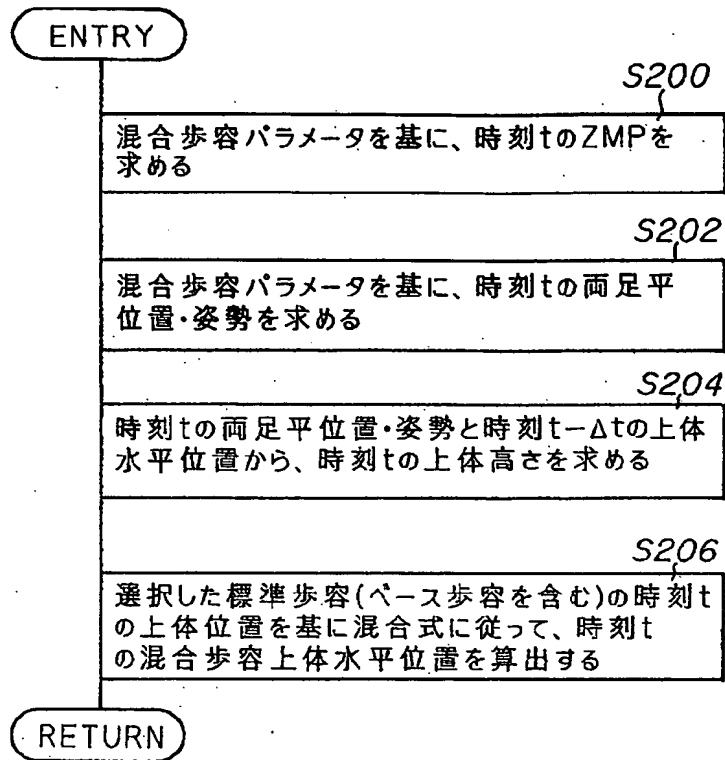 ENTRY
S200
混合歩容パラメータを基に、時刻tのZMPを
求める
S202
混合歩容パラメータを基に、時刻tの両足平
位置・姿勢を求める
S204
時刻tの両足平位置・姿勢と時刻t-Δtの上体
水平位置から、時刻tの上体高さを求める
S206
選択した標準歩容(ベース歩容を含む)の時刻t
の上体位置を基に混合式に従って、時刻t
の混合歩容上体水平位置を算出する
RETURN